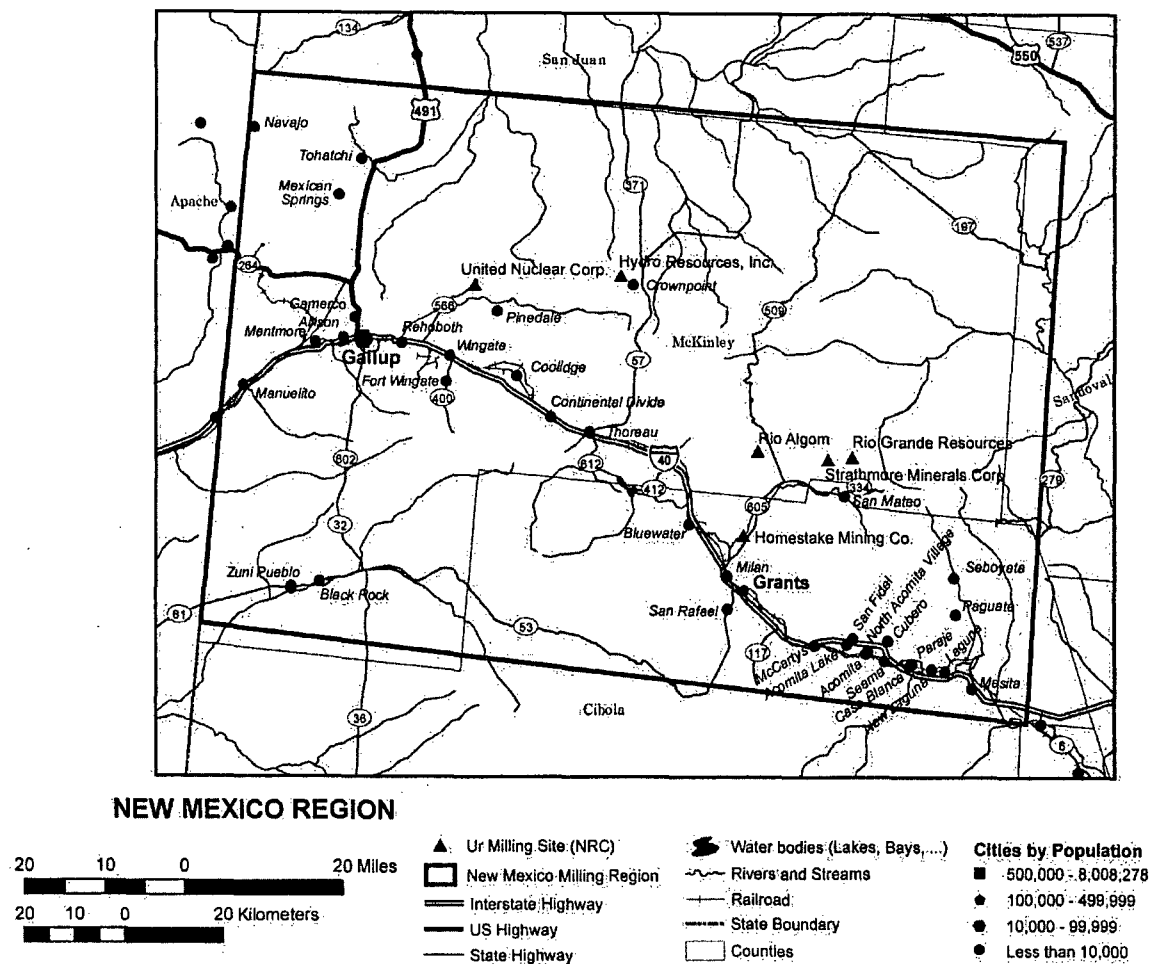 134
San Juan
550
537
491
Navajo
Tohatchi
Mexican
Springs
371
Apache
197
264
United Nuclear Corp.
Hydro Resources, Inc.
Crownpoint
Gamerco
566
Pinedale
509
Allison
Mentmore
Rehoboth
McKinley
Gallup
Wingate
57
Coolidge
Fort Wingate
400
Sandoval
Manuelito
Continental Divide
Thoreau
Rio Algom
Rio Grande Resources
602
612
40
Strathmore Minerals Corp
334
279
412
San Mateo
605
32
Bluewater
Homestake Mining Co.
Milan
Grants
Seboyeta
Zuni Pueblo
Black Rock
San Fidel
North Acomita Village
San Rafael
Cubero
Paguate
61
53
117
McCartys
Acomita Lake
Acomita
Seama
Casa Blanca
New Laguna
Paraje
Laguna
Mesita
Cibola
36
6
NEW MEXICO REGION
20 10 0 20 Miles
20 10 0 20 Kilometers
Ur Milling Site (NRC)
New Mexico Milling Region
Interstate Highway
US Highway
State Highway
Water bodies (Lakes, Bays, ...)
Rivers and Streams
Railroad
State Boundary
Counties
Cities by Population
500,000 - 8,008,278
100,000 - 499,999
10,000 - 99,999
Less than 10,000